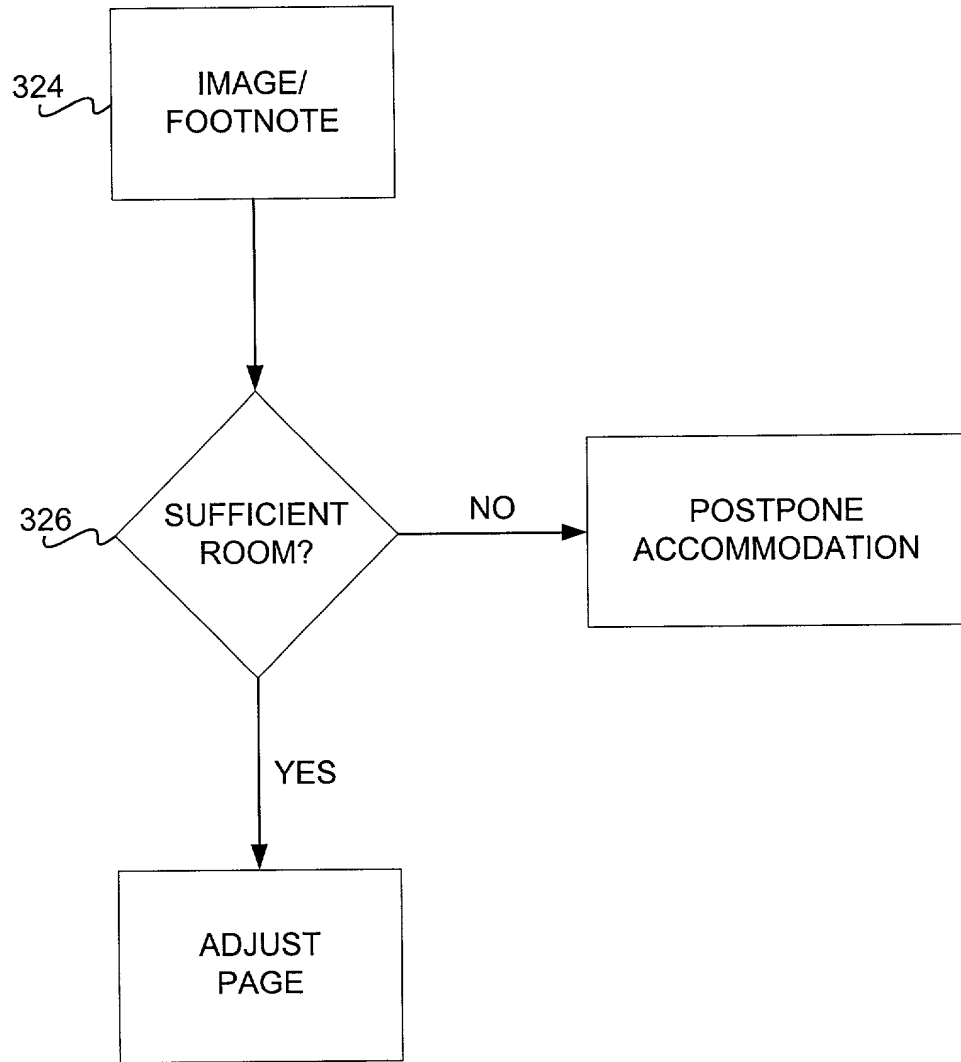 IMAGE/
FOOTNOTE
324
SUFFICIENT
ROOM?
326
NO
POSTPONE
ACCOMMODATION
YES
ADJUST
PAGE